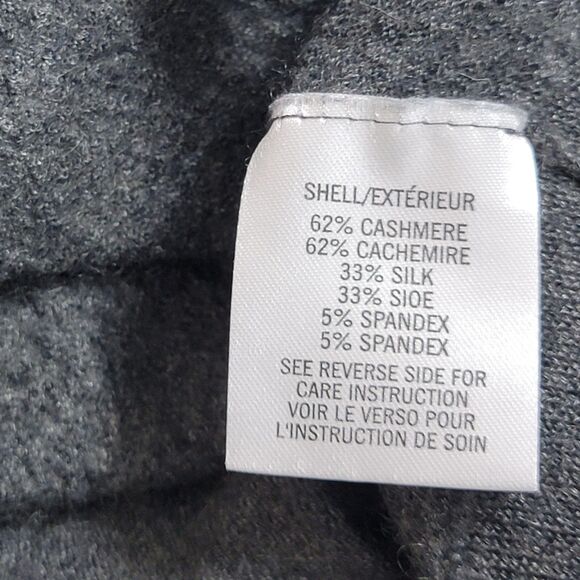 SHELL/EXTÉRIEUR
62% CASHMERE
62% CACHEMIRE
33% SILK
33% SIOE
5% SPANDEX
5% SPANDEX
SEE REVERSE SIDE FOR
CARE INSTRUCTION
VOIR LE VERSO POUR
L'INSTRUCTION DE SOIN